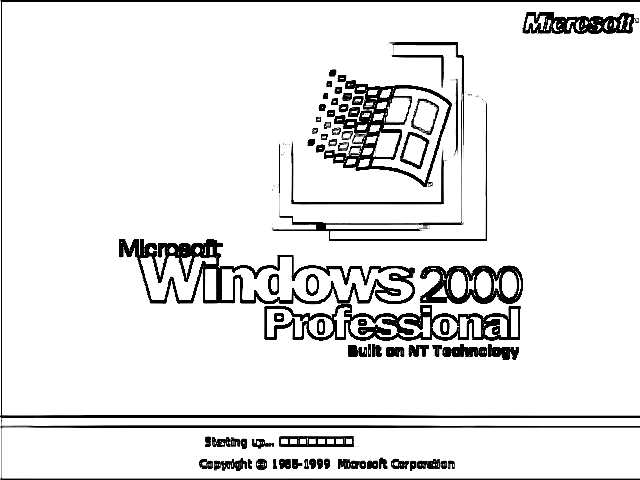 Microsoft
Microsoft
Windows 2000
Professional
Built on NT Technology
Starting up...
Copyright © 1985-1999 Microsoft Corporation